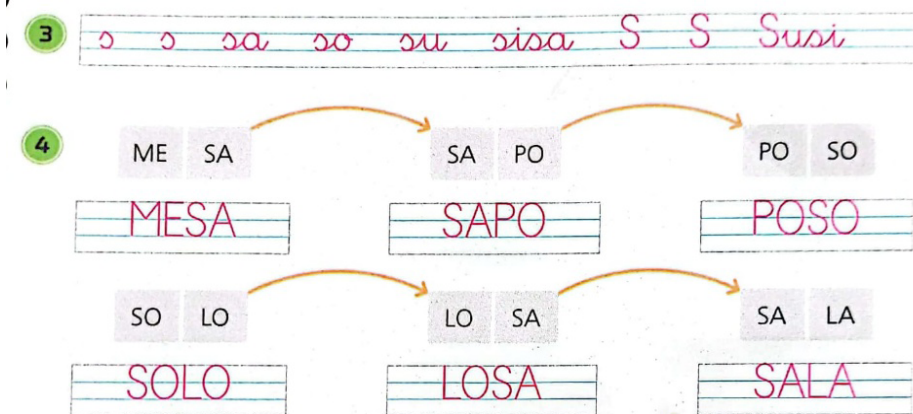 3 s s sa so su sisa S S Susi
4 ME SA SA PO PO SO
MESA SAPO POSO
SO LO LO SA SA LA
SOLO LOSA SALA